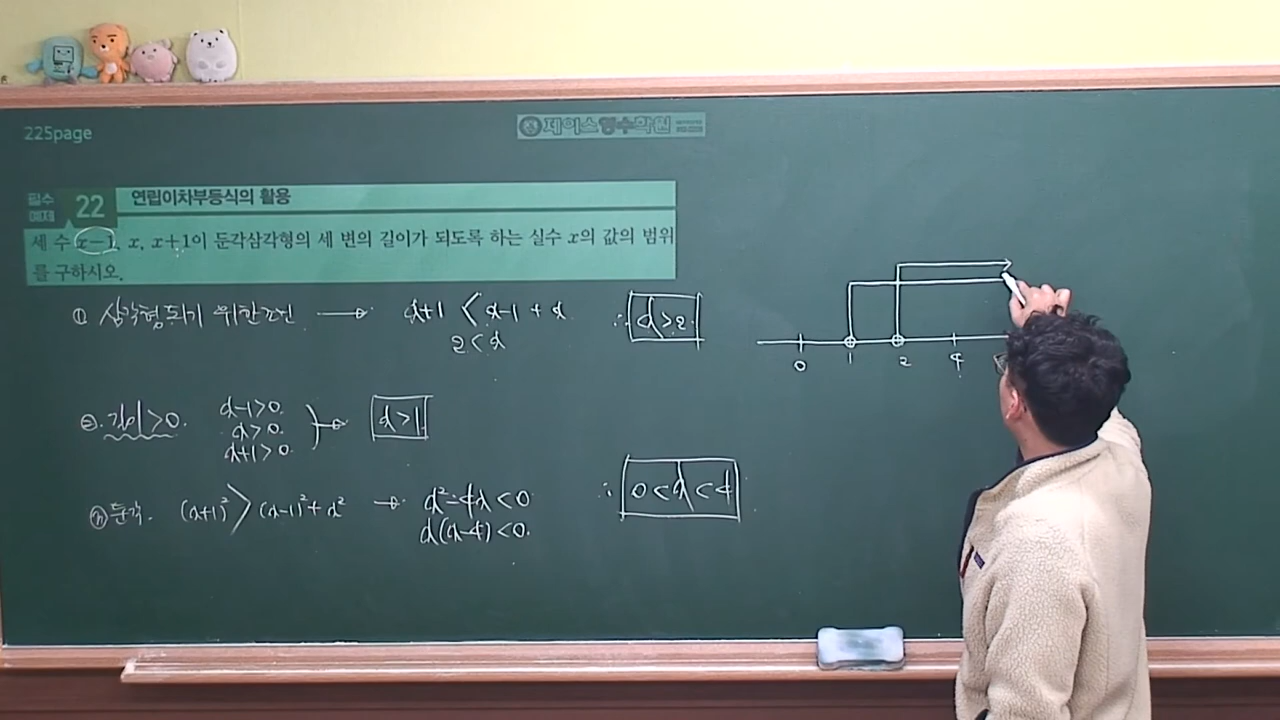 225page
제이스영수학원
필수 예제 22 연립이차부등식의 활용
세 수 x-1, x, x+1이 둔각삼각형의 세 변의 길이가 되도록 하는 실수 x의 값의 범위
를 구하시오.
① 삼각형 되기 위한 조건 → x+1 < x-1 + x ∴ x>2
2 < x
②. 길이>0. x-1>0. x>0. x+1>0. → x>1
③ 둔각. (x+1)² > (x-1)² + x² → x²-4x<0 ∴ 0<x<4
x(x-4)<0.
0 1 2 4